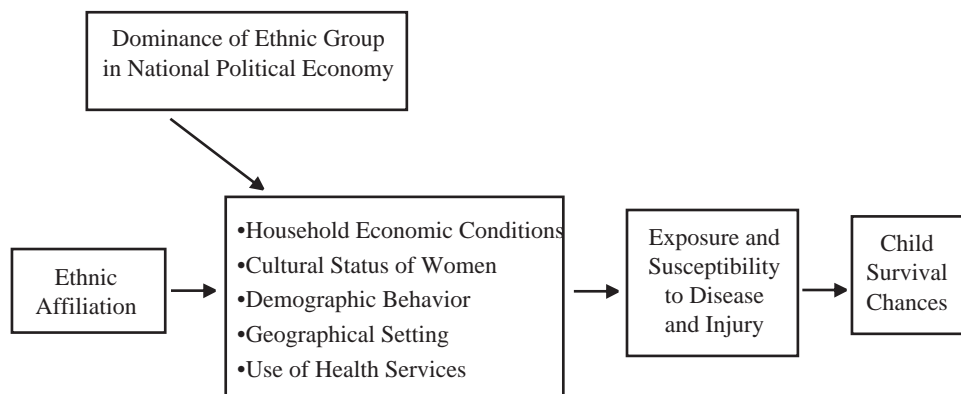 Dominance of Ethnic Group
in National Political Economy
Ethnic
Affiliation
•Household Economic Conditions
•Cultural Status of Women
•Demographic Behavior
•Geographical Setting
•Use of Health Services
Exposure and
Susceptibility
to Disease
and Injury
Child
Survival
Chances